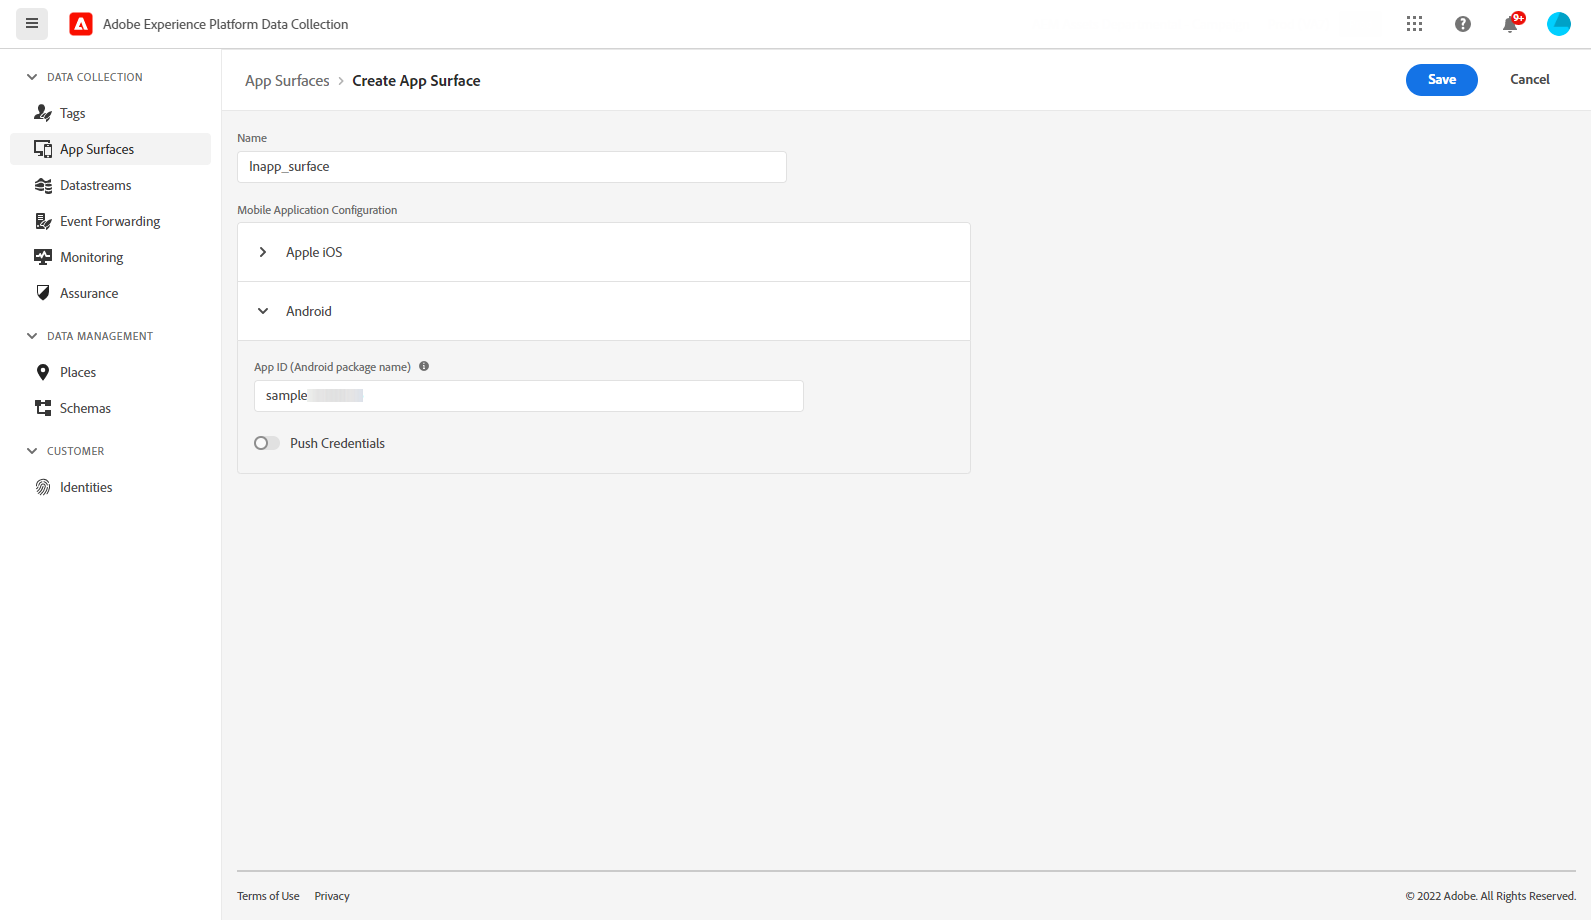 Adobe Experience Platform Data Collection
9+
DATA COLLECTION
Tags
App Surfaces
Datastreams
Event Forwarding
Monitoring
Assurance
DATA MANAGEMENT
Places
Schemas
CUSTOMER
Identities
App Surfaces > Create App Surface
Save
Cancel
Name
Inapp_surface
Mobile Application Configuration
Apple iOS
Android
App ID (Android package name)
sample
Push Credentials
Terms of Use Privacy
© 2022 Adobe. All Rights Reserved.